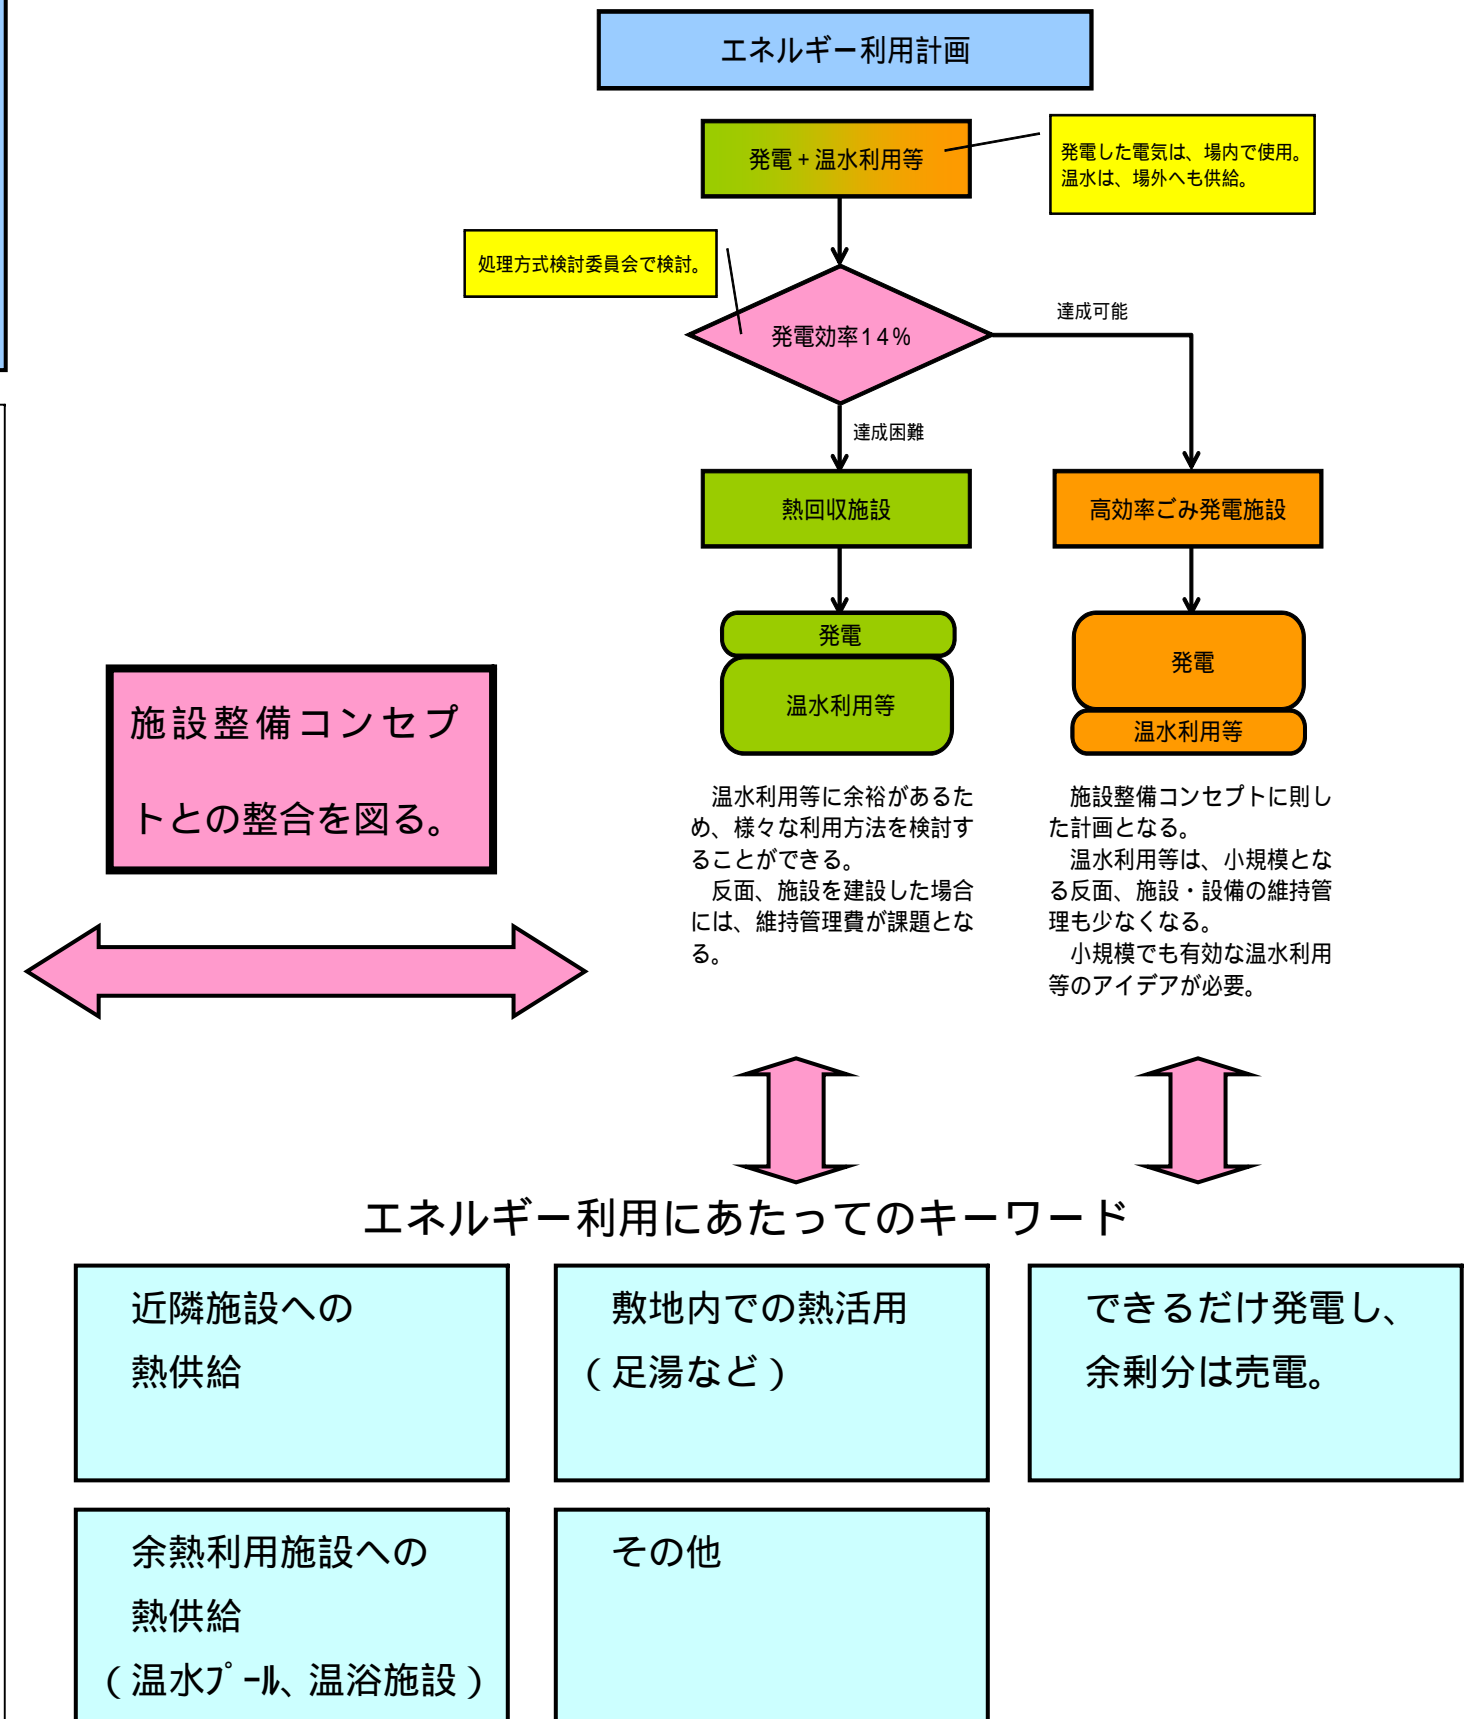 エネルギー利用計画
発電+温水利用等
発電した電気は、場内で使用。
温水は、場外へも供給。
処理方式検討委員会で検討。
発電効率14%
達成可能
達成困難
熱回収施設
高効率ごみ発電施設
発電
温水利用等
発電
温水利用等
施設整備コンセプ
トとの整合を図る。
温水利用等に余裕があるた
め、様々な利用方法を検討す
ることができる。
反面、施設を建設した場合
には、維持管理費が課題とな
る。
施設整備コンセプトに則し
た計画となる。
温水利用等は、小規模とな
る反面、施設・設備の維持管
理も少なくなる。
小規模でも有効な温水利用
等のアイデアが必要。
エネルギー利用にあたってのキーワード
近隣施設への
熱供給
敷地内での熱活用
(足湯など)
できるだけ発電し、
余剰分は売電。
余熱利用施設への
熱供給
(温水プール、温浴施設)
その他